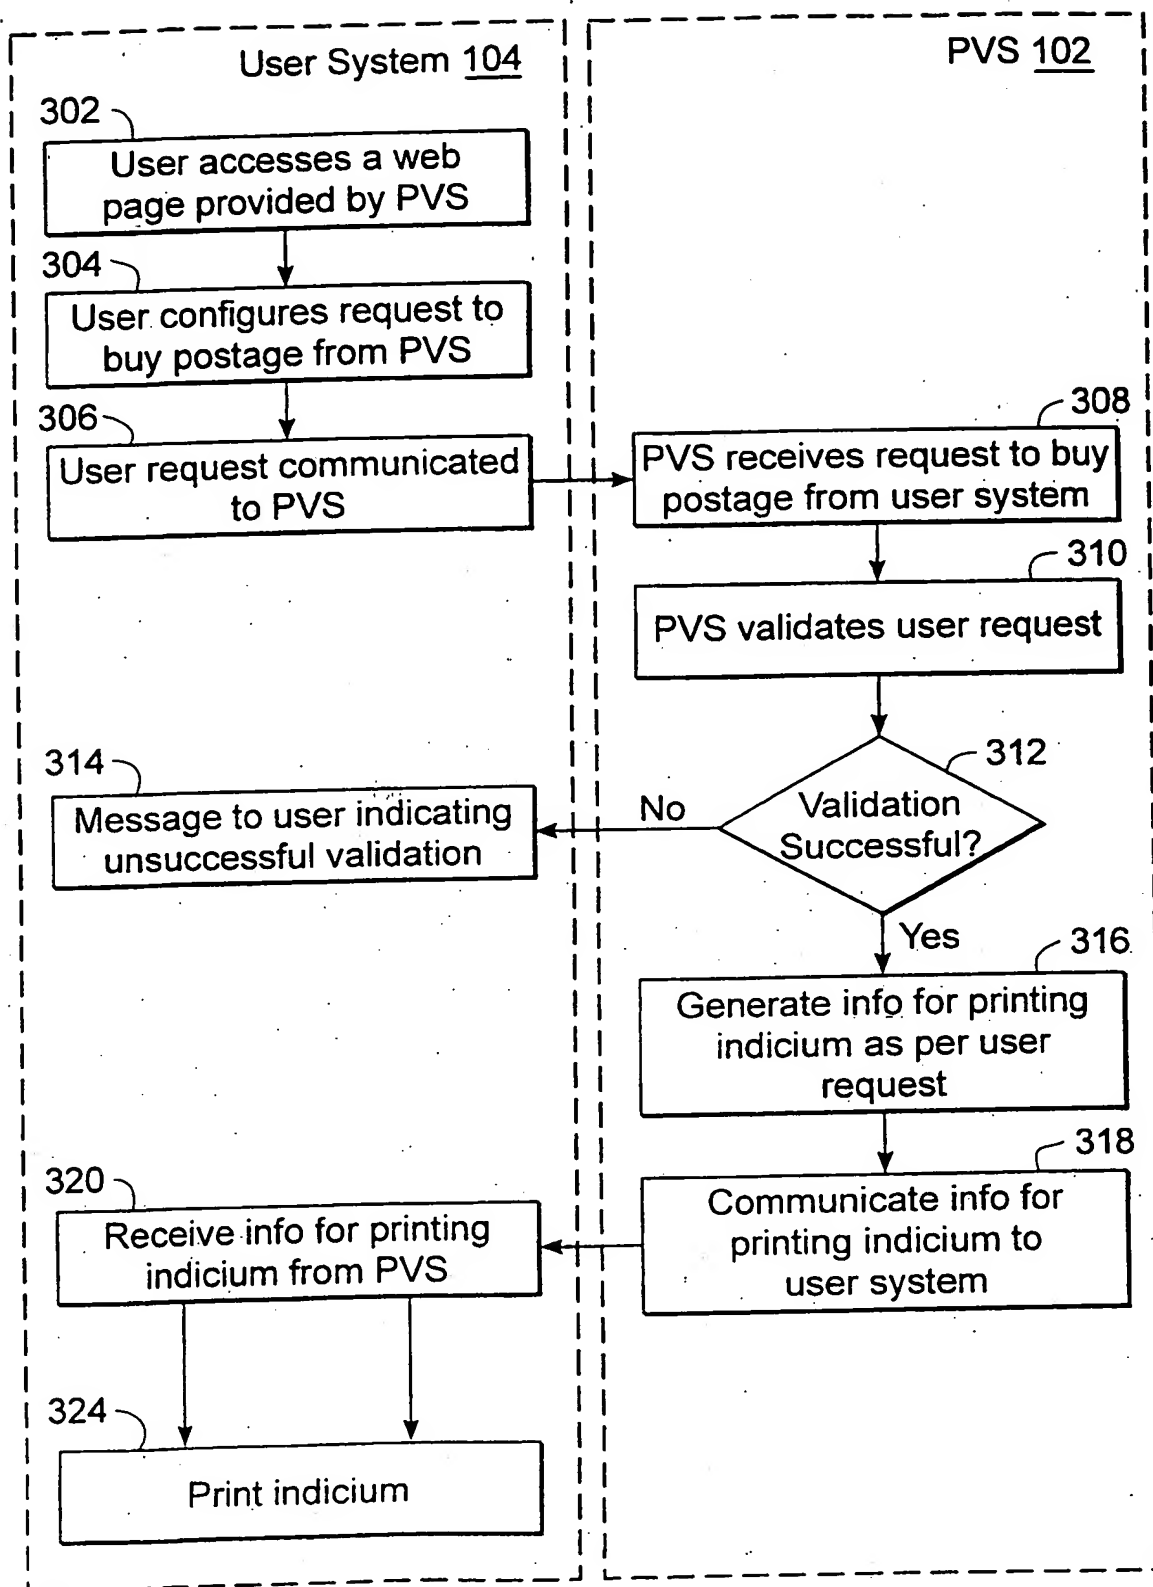 User System 104
PVS 102
302
User accesses a web
page provided by PVS
304
User configures request to
buy postage from PVS
306
User request communicated
to PVS
308
PVS receives request to buy
postage from user system
310
PVS validates user request
312
Validation
Successful?
No
314
Message to user indicating
unsuccessful validation
Yes
316
Generate info for printing
indicium as per user
request
318
Communicate info for
printing indicium to
user system
320
Receive info for printing
indicium from PVS
324
Print indicium